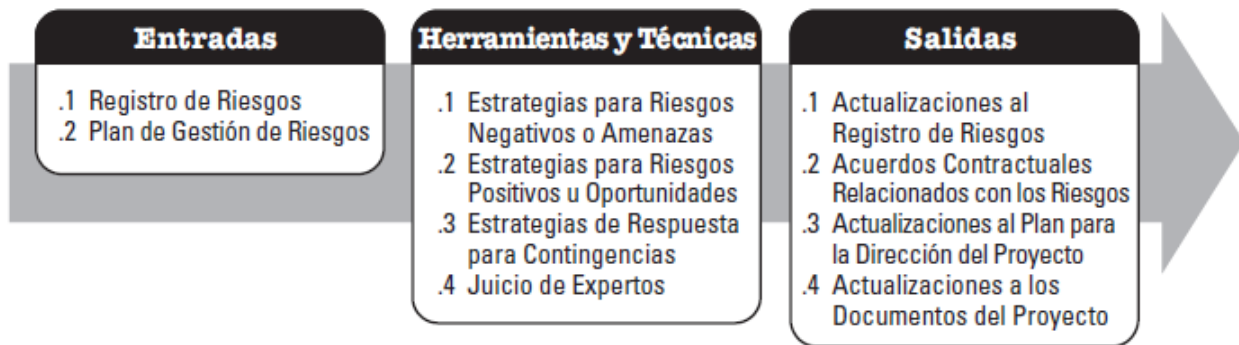 Entradas
.1 Registro de Riesgos
.2 Plan de Gestión de Riesgos
Herramientas y Técnicas
.1 Estrategias para Riesgos
Negativos o Amenazas
.2 Estrategias para Riesgos
Positivos u Oportunidades
.3 Estrategias de Respuesta
para Contingencias
.4 Juicio de Expertos
Salidas
.1 Actualizaciones al
Registro de Riesgos
.2 Acuerdos Contractuales
Relacionados con los Riesgos
.3 Actualizaciones al Plan para
la Dirección del Proyecto
.4 Actualizaciones a los
Documentos del Proyecto